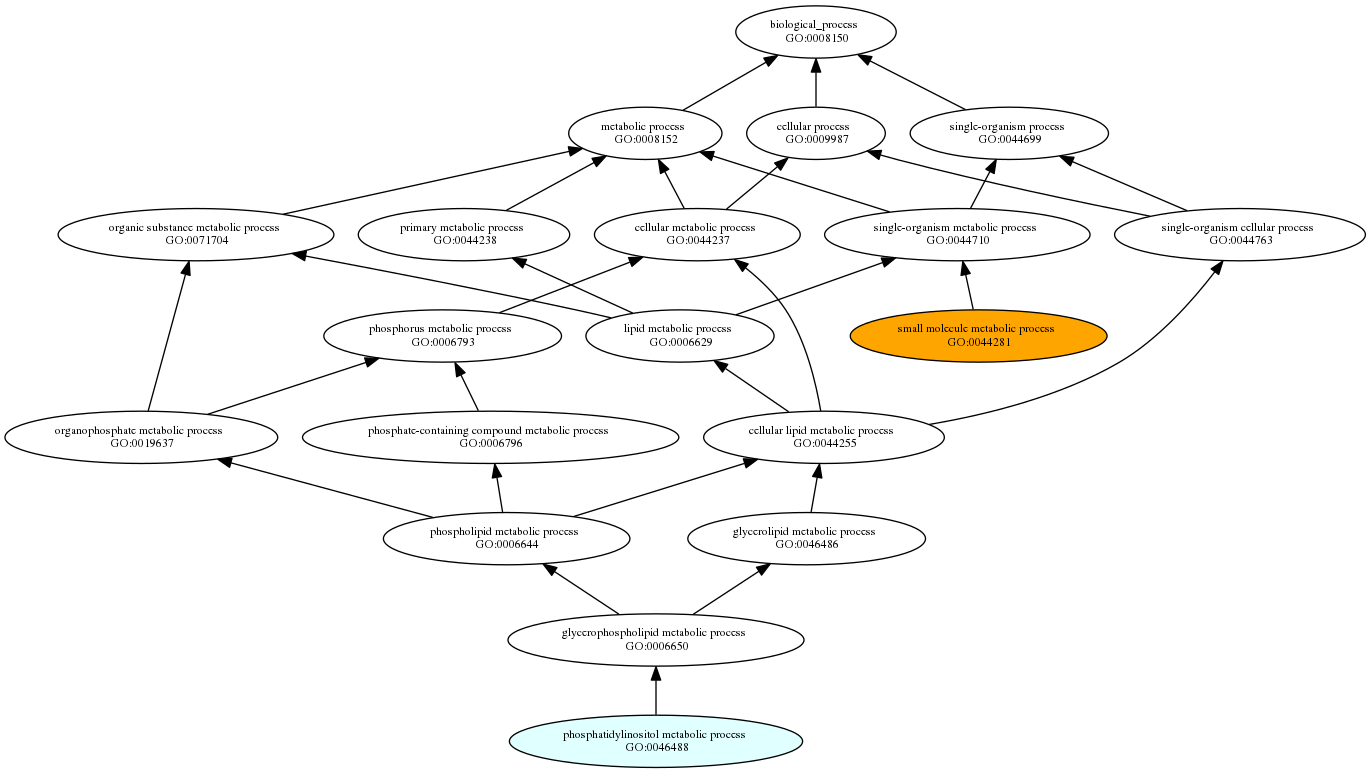 biological_process
GO:0008150
metabolic process
GO:0008152
cellular process
GO:0009987
single-organism process
GO:0044699
organic substance metabolic process
GO:0071704
primary metabolic process
GO:0044238
cellular metabolic process
GO:0044237
single-organism metabolic process
GO:0044710
single-organism cellular process
GO:0044763
phosphorus metabolic process
GO:0006793
lipid metabolic process
GO:0006629
small molecule metabolic process
GO:0044281
organophosphate metabolic process
GO:0019637
phosphate-containing compound metabolic process
GO:0006796
cellular lipid metabolic process
GO:0044255
phospholipid metabolic process
GO:0006644
glycerolipid metabolic process
GO:0046486
glycerophospholipid metabolic process
GO:0006650
phosphatidylinositol metabolic process
GO:0046488